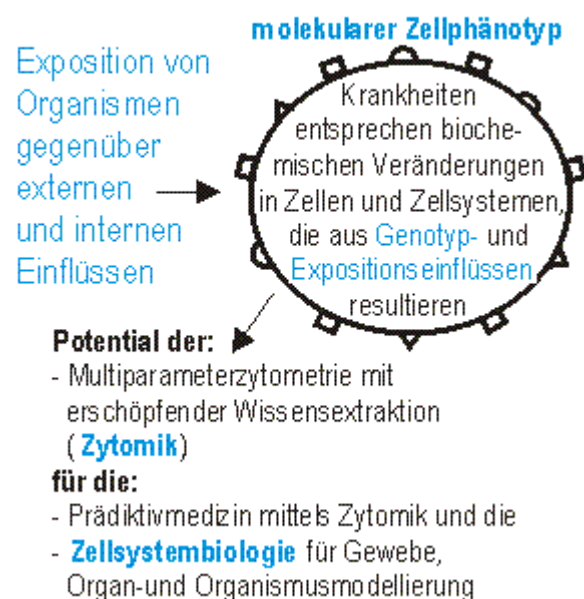 molekularer Zellphänotyp
Exposition von
Organismen
gegenüber
externen
und internen
Einflüssen
Krankheiten
entsprechen bioche-
mischen Veränderungen
in Zellen und Zellsystemen,
die aus Genotyp- und
Expositionseinflüssen
resultieren
Potential der:
- Multiparameterzytometrie mit
erschöpfender Wissensextraktion
( Zytomik)
für die:
- Prädiktivmedizin mittels Zytomik und die
- Zellsystembiologie für Gewebe,
Organ-und Organismusmodellierung